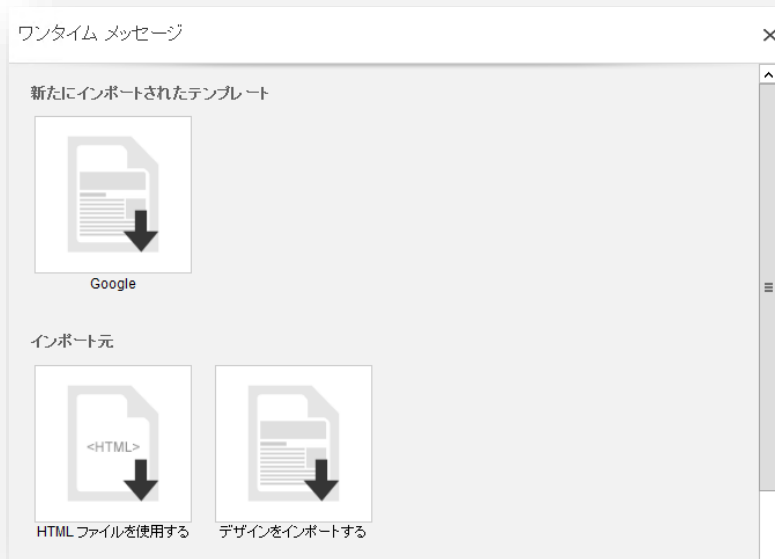 ワンタイム メッセージ
新たにインポートされたテンプレート
Google
インポート元
<HTML>
HTML ファイルを使用する
デザインをインポートする